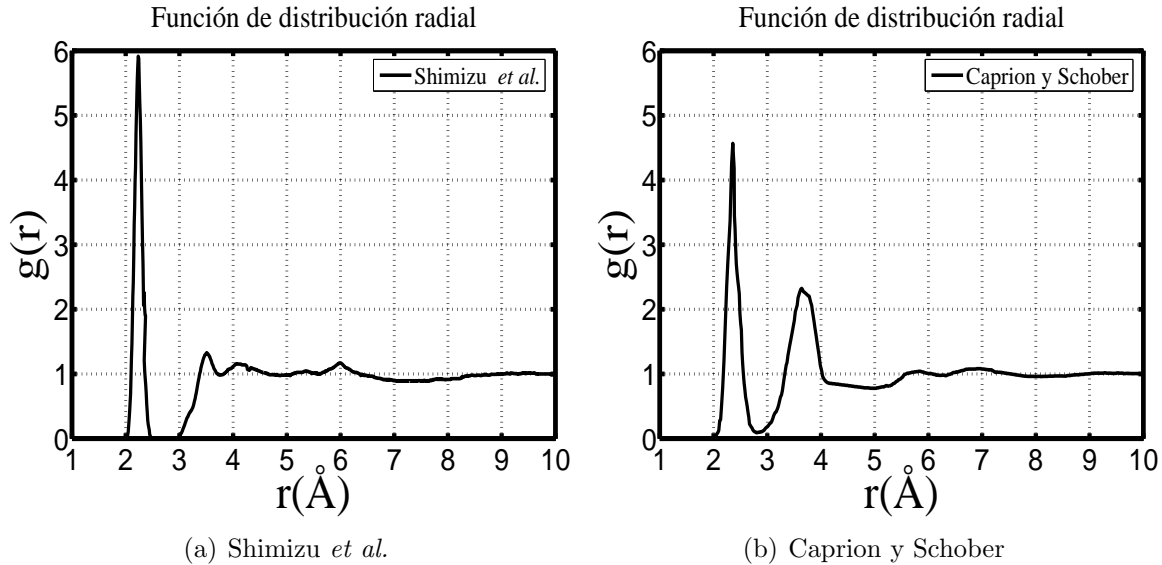 Función de distribución radial
6
5
4
3
2
1
0
g(r)
Shimizu et al.
1 2 3 4 5 6 7 8 9 10
r(Å)
(a) Shimizu et al.
Función de distribución radial
6
5
4
3
2
1
0
g(r)
Caprion y Schober
1 2 3 4 5 6 7 8 9 10
r(Å)
(b) Caprion y Schober